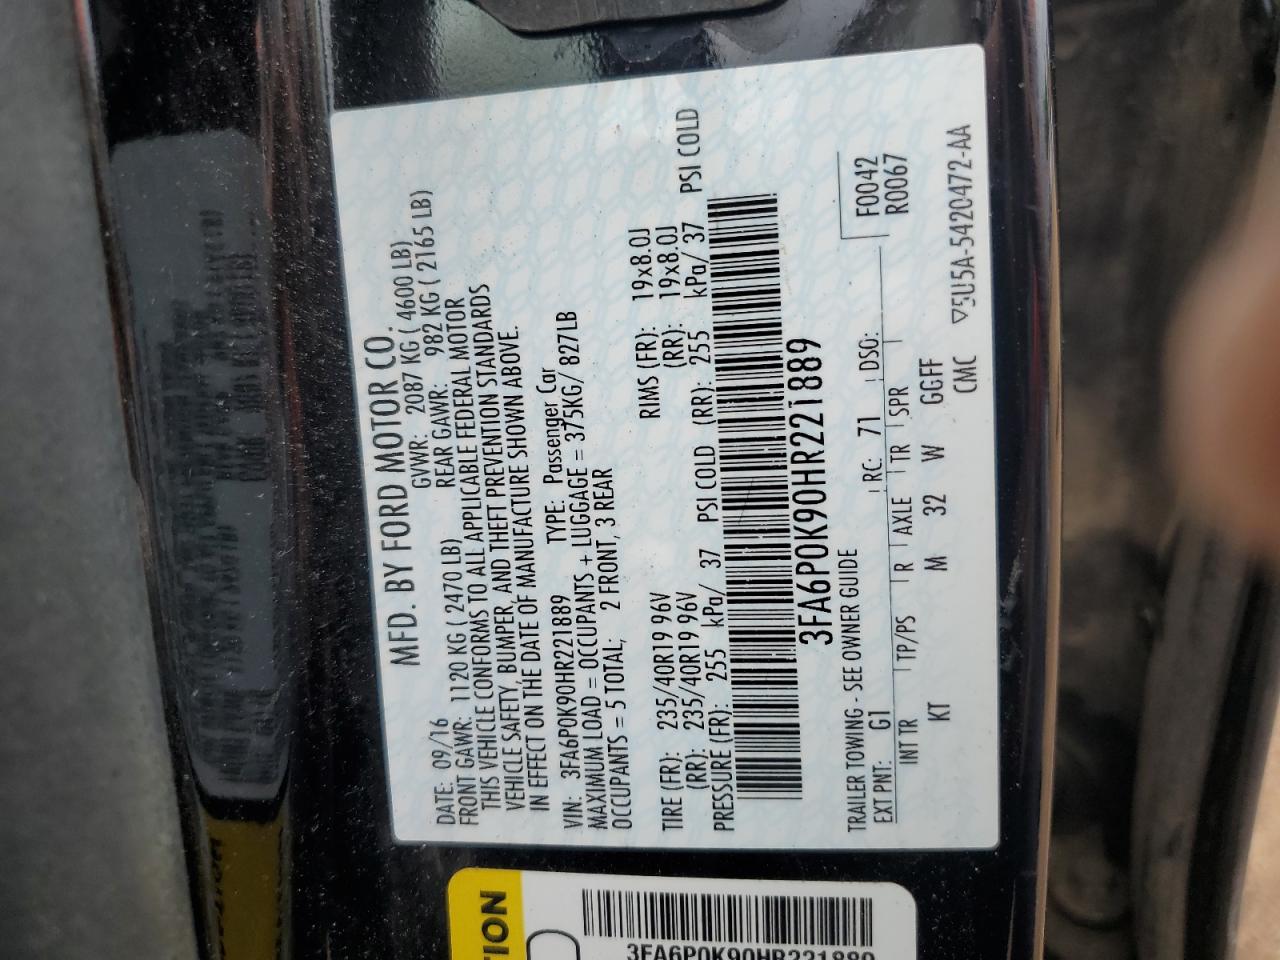 MFD. BY FORD MOTOR CO.
DATE: 09/16 GVWR: 2087 KG ( 4600 LB)
FRONT GAWR: 1120 KG ( 2470 LB) REAR GAWR: 982 KG ( 2165 LB)
THIS VEHICLE CONFORMS TO ALL APPLICABLE FEDERAL MOTOR
VEHICLE SAFETY, BUMPER, AND THEFT PREVENTION STANDARDS
IN EFFECT ON THE DATE OF MANUFACTURE SHOWN ABOVE.
VIN: 3FA6P0K90HR221889 TYPE: Passenger Car
MAXIMUM LOAD = OCCUPANTS + LUGGAGE = 375KG/ 827LB
OCCUPANTS = 5 TOTAL; 2 FRONT, 3 REAR
TIRE (FR): 235/40R19 96V RIMS (FR): 19x8.0J
(RR): 235/40R19 96V (RR): 19x8.0J
PRESSURE (FR): 255 kPa/ 37 PSI COLD (RR): 255 kPa/ 37 PSI COLD
3FA6P0K90HR221889
TRAILER TOWING - SEE OWNER GUIDE F0042
EXT PNT: G1 RC: 71 DSO: R0067
INT TR TP/PS R AXLE TR SPR
KT M 32 W GGFF
CMC ▽5U5A-5420472-AA
TION
3FA6P0K90HR221889